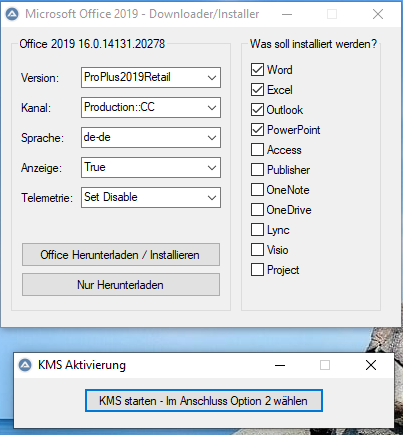 Microsoft Office 2019 - Downloader/Installer
Office 2019 16.0.14131.20278
Version: ProPlus2019Retail
Kanal: Production::CC
Sprache: de-de
Anzeige: True
Telemetrie: Set Disable
Office Herunterladen / Installieren
Nur Herunterladen
Was soll installiert werden?
Word
Excel
Outlook
PowerPoint
Access
Publisher
OneNote
OneDrive
Lync
Visio
Project
KMS Aktivierung
KMS starten - Im Anschluss Option 2 wählen